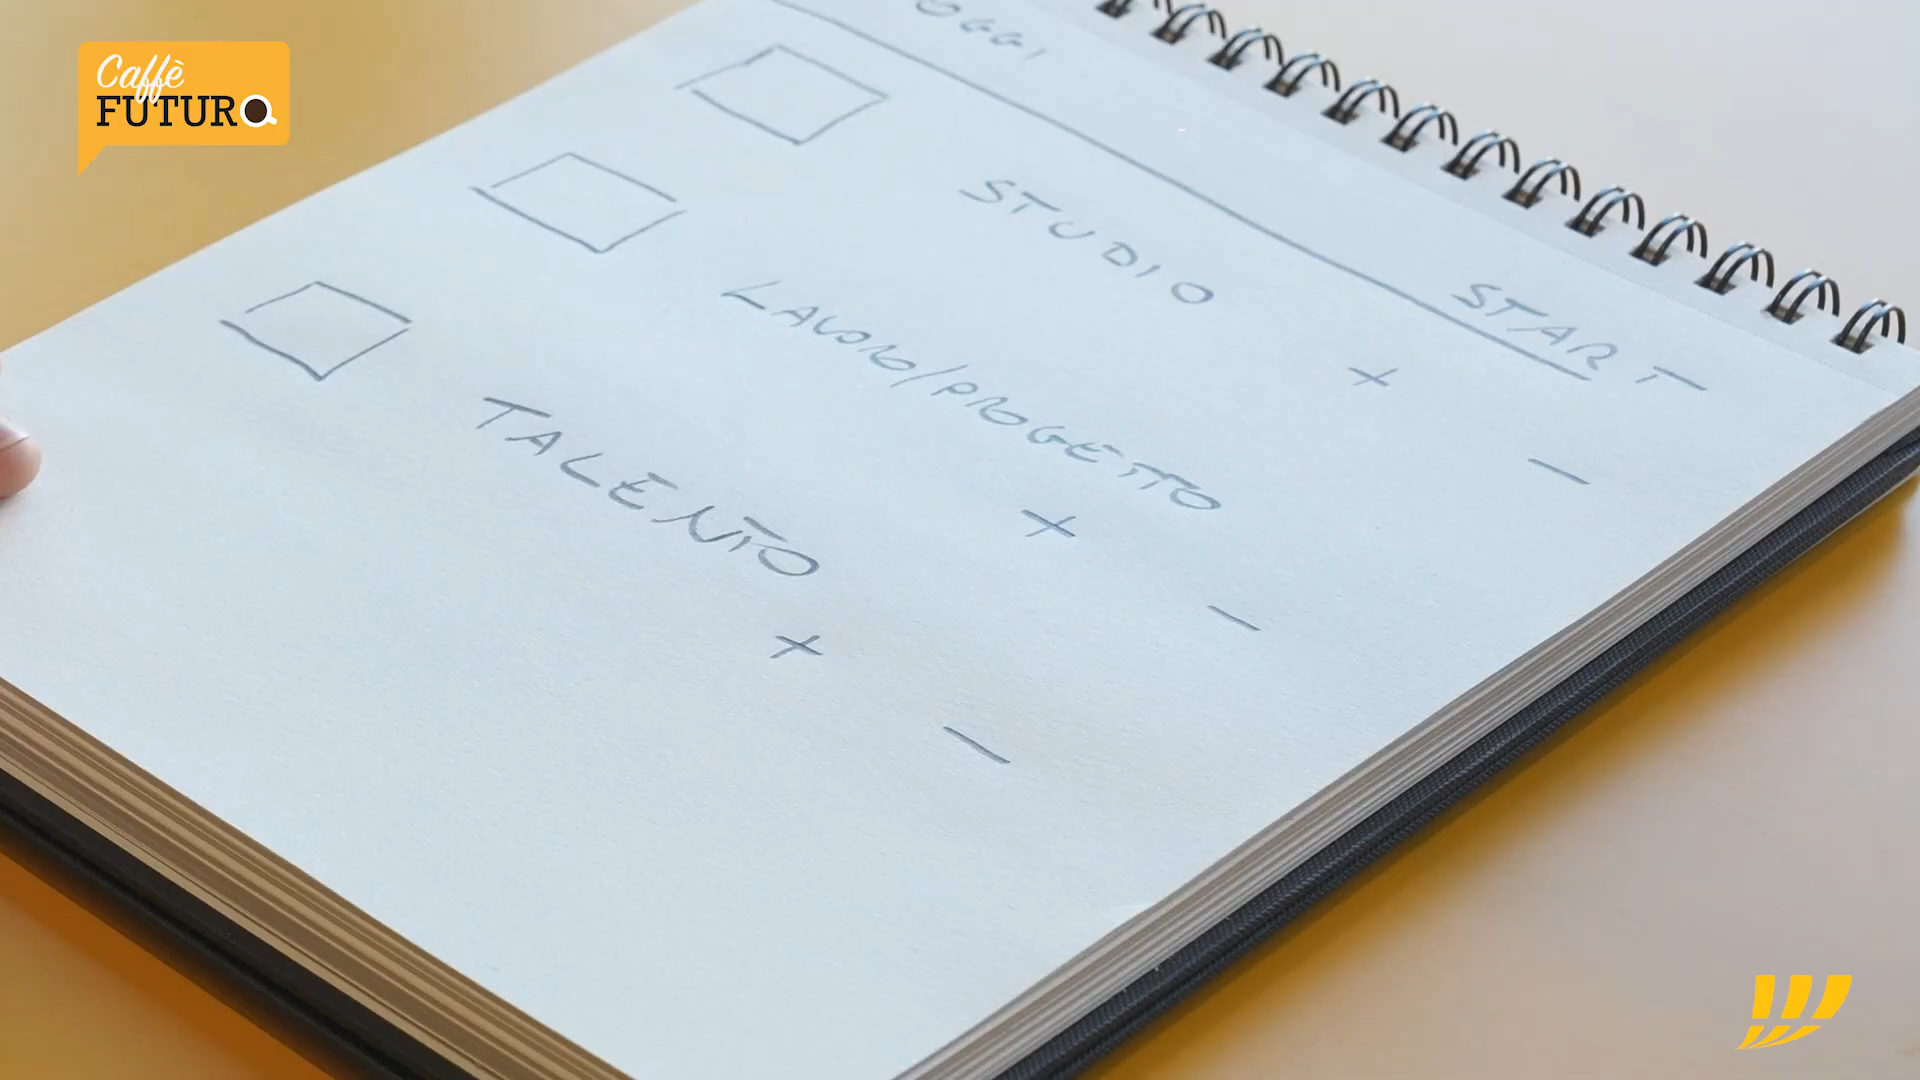 Caffè
FUTURO
OGGI
START
STUDIO
+ −
LAVORO/PROGETTO
+ −
TALENTO
+ −